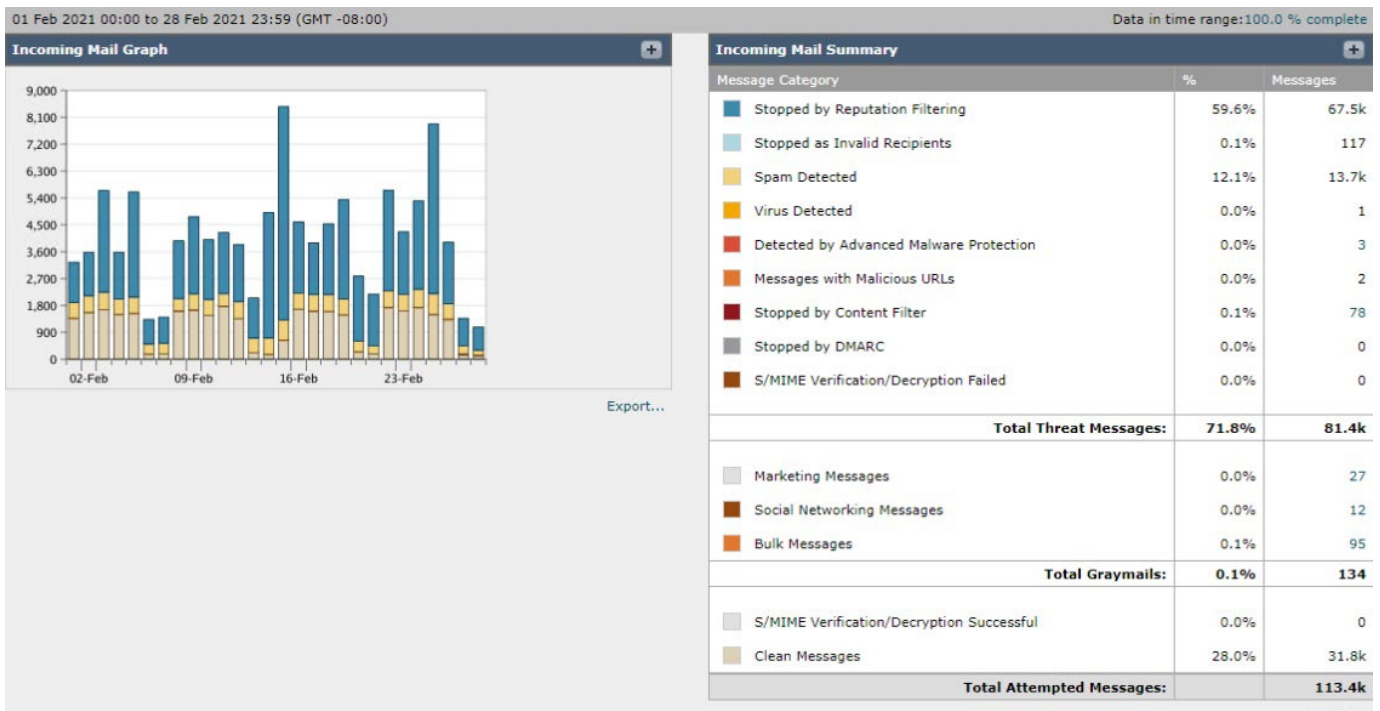 01 Feb 2021 00:00 to 28 Feb 2021 23:59 (GMT -08:00)
Data in time range:100.0 % complete
Incoming Mail Graph
9,000
8,100
7,200
6,300
5,400
4,500
3,600
2,700
1,800
900
0
02-Feb 09-Feb 16-Feb 23-Feb
Export...
Incoming Mail Summary
Message Category % Messages
Stopped by Reputation Filtering 59.6% 67.5k
Stopped as Invalid Recipients 0.1% 117
Spam Detected 12.1% 13.7k
Virus Detected 0.0% 1
Detected by Advanced Malware Protection 0.0% 3
Messages with Malicious URLs 0.0% 2
Stopped by Content Filter 0.1% 78
Stopped by DMARC 0.0% 0
S/MIME Verification/Decryption Failed 0.0% 0
Total Threat Messages: 71.8% 81.4k
Marketing Messages 0.0% 27
Social Networking Messages 0.0% 12
Bulk Messages 0.1% 95
Total Graymails: 0.1% 134
S/MIME Verification/Decryption Successful 0.0% 0
Clean Messages 28.0% 31.8k
Total Attempted Messages: 113.4k